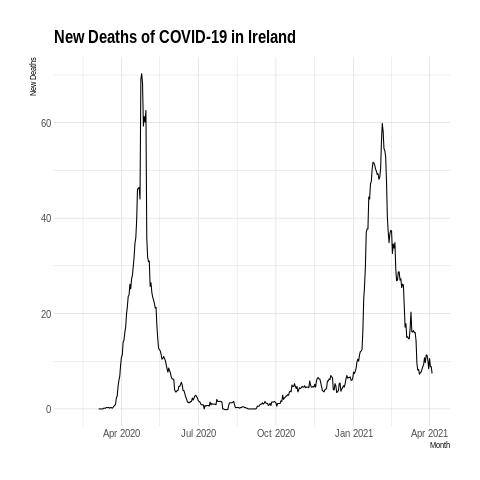 New Deaths of COVID-19 in Ireland
New Deaths
60
40
20
0
Apr 2020 Jul 2020 Oct 2020 Jan 2021 Apr 2021
Month